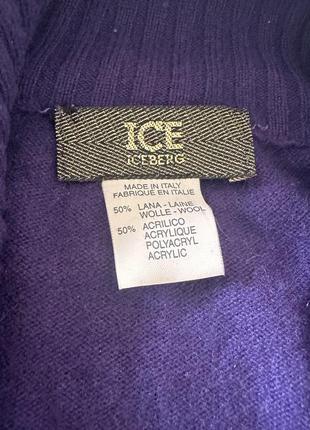 ICE
ICEBERG
MADE IN ITALY
FABRIQUE EN ITALIE
50% LANA - LAINE
WOLLE - WOOL
50% ACRILICO
ACRYLIQUE
POLYACRYL
ACRYLIC